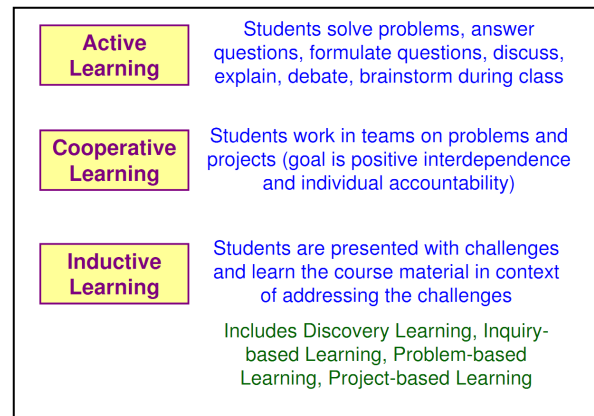 Active
Learning
Students solve problems, answer
questions, formulate questions, discuss,
explain, debate, brainstorm during class
Cooperative
Learning
Students work in teams on problems and
projects (goal is positive interdependence
and individual accountability)
Inductive
Learning
Students are presented with challenges
and learn the course material in context
of addressing the challenges
Includes Discovery Learning, Inquiry-
based Learning, Problem-based
Learning, Project-based Learning